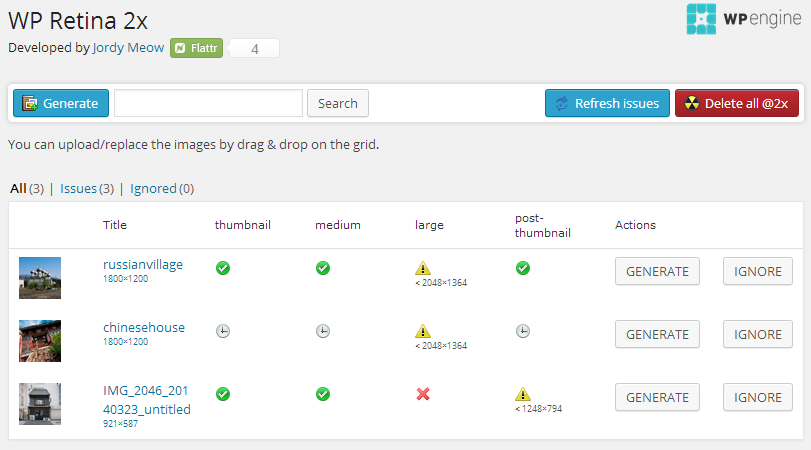 WP Retina 2x
WP engine
Developed by Jordy Meow Flattr 4
Generate Search Refresh issues Delete all @2x
You can upload/replace the images by drag & drop on the grid.
All (3) | Issues (3) | Ignored (0)
Title thumbnail medium large post-
thumbnail Actions
russianvillage
1800×1200 < 2048×1364 GENERATE IGNORE
chinesehouse
1800×1200 < 2048×1364 GENERATE IGNORE
IMG_2046_201
40323_untitled
921×587 < 1248×794 GENERATE IGNORE